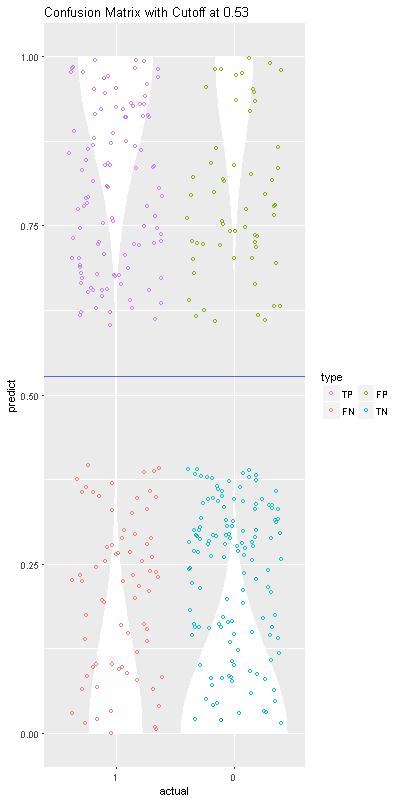 Confusion Matrix with Cutoff at 0.53
1.00
0.75
0.50
0.25
0.00
predict
1 0
actual
type
TP FP
FN TN